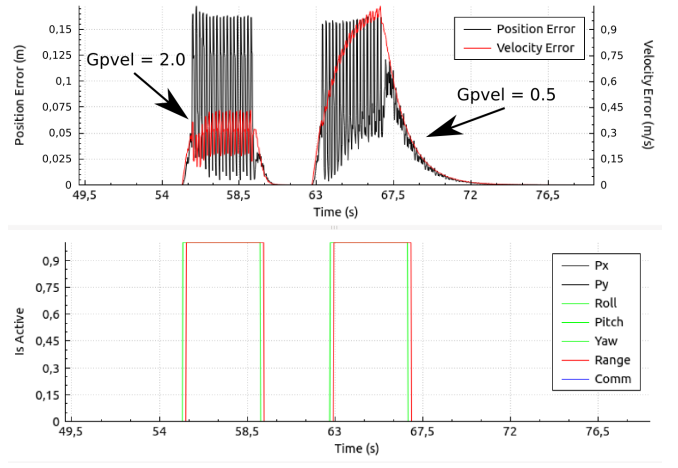 Position Error (m)
0,15
0,125
0,1
0,075
0,05
0,025
0
Gpvel = 2.0
Position Error
Velocity Error
Gpvel = 0.5
0,9
0,75
0,6
0,45
0,3
0,15
0
Velocity Error (m/s)
49,5 54 58,5 63 67,5 72 76,5
Time (s)
Is Active
0,9
0,75
0,6
0,45
0,3
0,15
0
Px
Py
Roll
Pitch
Yaw
Range
Comm
49,5 54 58,5 63 67,5 72 76,5
Time (s)